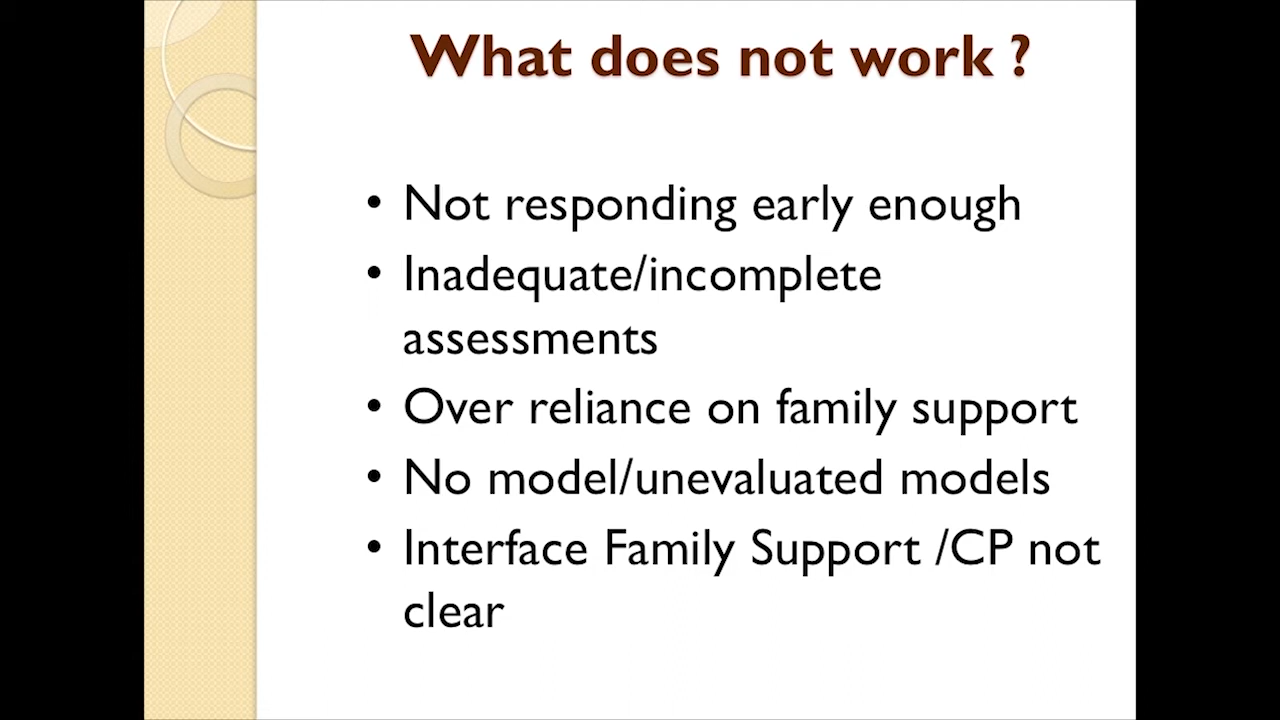 What does not work ?
• Not responding early enough
• Inadequate/incomplete
assessments
• Over reliance on family support
• No model/unevaluated models
• Interface Family Support /CP not
clear